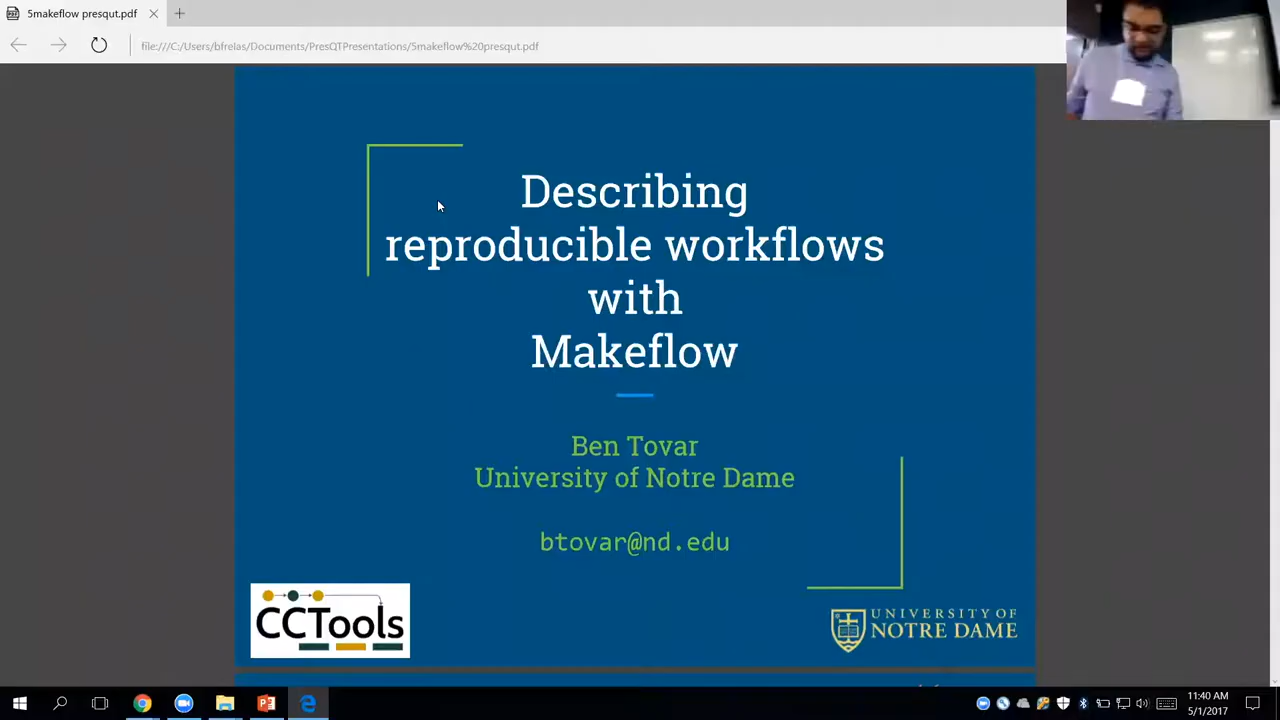 5makeflow presqut.pdf
file:///C:/Users/bfreias/Documents/PresQTPresentations/5makeflow%20presqut.pdf
Describing
reproducible workflows
with
Makeflow
Ben Tovar
University of Notre Dame
btovar@nd.edu
CCTools
UNIVERSITY OF
NOTRE DAME
11:40 AM
5/1/2017